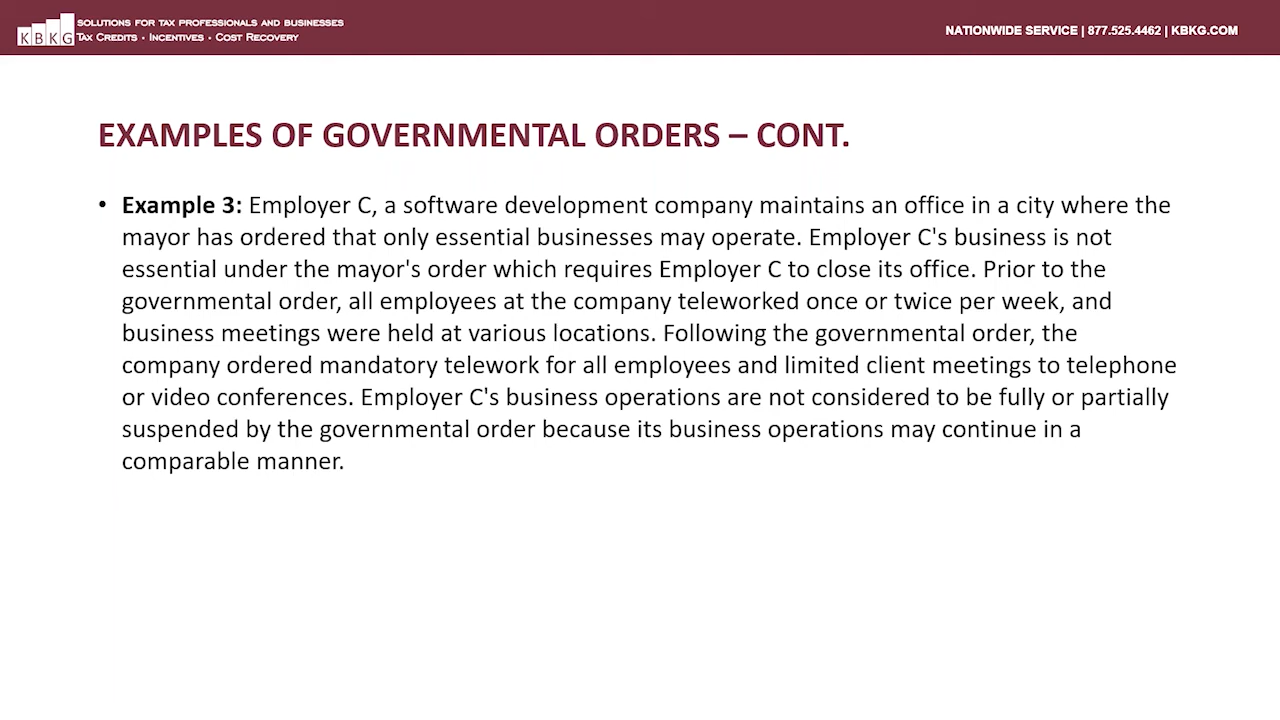 KBKG
SOLUTIONS FOR TAX PROFESSIONALS AND BUSINESSES
TAX CREDITS • INCENTIVES • COST RECOVERY
NATIONWIDE SERVICE | 877.525.4462 | KBKG.COM
EXAMPLES OF GOVERNMENTAL ORDERS – CONT.
• Example 3: Employer C, a software development company maintains an office in a city where the
mayor has ordered that only essential businesses may operate. Employer C's business is not
essential under the mayor's order which requires Employer C to close its office. Prior to the
governmental order, all employees at the company teleworked once or twice per week, and
business meetings were held at various locations. Following the governmental order, the
company ordered mandatory telework for all employees and limited client meetings to telephone
or video conferences. Employer C's business operations are not considered to be fully or partially
suspended by the governmental order because its business operations may continue in a
comparable manner.